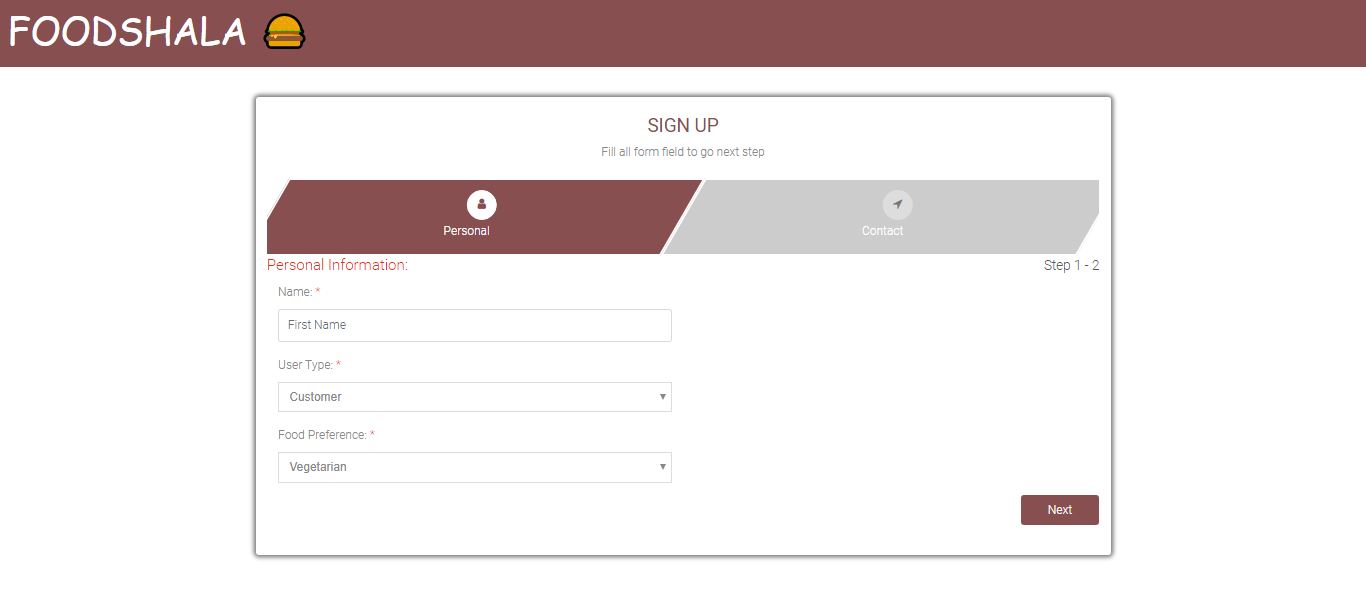 FOODSHALA
SIGN UP
Fill all form field to go next step
Personal
Contact
Personal Information:
Step 1 - 2
Name: *
First Name
User Type: *
Customer
Food Preference: *
Vegetarian
Next